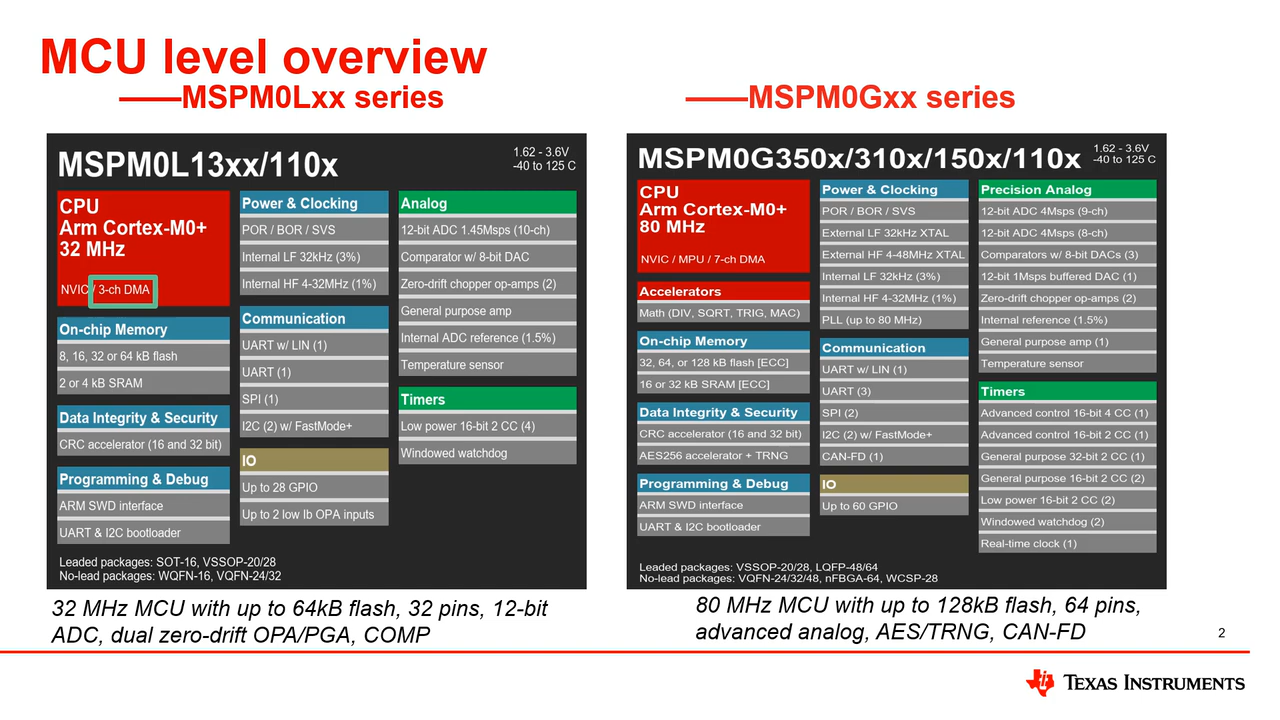 MCU level overview
——MSPM0Lxx series
——MSPM0Gxx series
MSPM0L13xx/110x
1.62 - 3.6V
-40 to 125 C
CPU
Arm Cortex-M0+
32 MHz
NVIC / 3-ch DMA
On-chip Memory
8, 16, 32 or 64 kB flash
2 or 4 kB SRAM
Data Integrity & Security
CRC accelerator (16 and 32 bit)
Programming & Debug
ARM SWD interface
UART & I2C bootloader
Power & Clocking
POR / BOR / SVS
Internal LF 32kHz (3%)
Internal HF 4-32MHz (1%)
Communication
UART w/ LIN (1)
UART (1)
SPI (1)
I2C (2) w/ FastMode+
IO
Up to 28 GPIO
Up to 2 low Ib OPA inputs
Analog
12-bit ADC 1.45Msps (10-ch)
Comparator w/ 8-bit DAC
Zero-drift chopper op-amps (2)
General purpose amp
Internal ADC reference (1.5%)
Temperature sensor
Timers
Low power 16-bit 2 CC (4)
Windowed watchdog
Leaded packages: SOT-16, VSSOP-20/28
No-lead packages: WQFN-16, VQFN-24/32
32 MHz MCU with up to 64kB flash, 32 pins, 12-bit
ADC, dual zero-drift OPA/PGA, COMP
MSPM0G350x/310x/150x/110x
1.62 - 3.6V
-40 to 125 C
CPU
Arm Cortex-M0+
80 MHz
NVIC / MPU / 7-ch DMA
Accelerators
Math (DIV, SQRT, TRIG, MAC)
On-chip Memory
32, 64, or 128 kB flash [ECC]
16 or 32 kB SRAM [ECC]
Data Integrity & Security
CRC accelerator (16 and 32 bit)
AES256 accelerator + TRNG
Programming & Debug
ARM SWD interface
UART & I2C bootloader
Power & Clocking
POR / BOR / SVS
External LF 32kHz XTAL
External HF 4-48MHz XTAL
Internal LF 32kHz (3%)
Internal HF 4-32MHz (1%)
PLL (up to 80 MHz)
Communication
UART w/ LIN (1)
UART (3)
SPI (2)
I2C (2) w/ FastMode+
CAN-FD (1)
IO
Up to 60 GPIO
Precision Analog
12-bit ADC 4Msps (9-ch)
12-bit ADC 4Msps (8-ch)
Comparators w/ 8-bit DACs (3)
12-bit 1Msps buffered DAC (1)
Zero-drift chopper op-amps (2)
Internal reference (1.5%)
General purpose amp (1)
Temperature sensor
Timers
Advanced control 16-bit 4 CC (1)
Advanced control 16-bit 2 CC (1)
General purpose 32-bit 2 CC (1)
General purpose 16-bit 2 CC (2)
Low power 16-bit 2 CC (2)
Windowed watchdog (2)
Real-time clock (1)
Leaded packages: VSSOP-20/28, LQFP-48/64
No-lead packages: VQFN-24/32/48, nFBGA-64, WCSP-28
80 MHz MCU with up to 128kB flash, 64 pins,
advanced analog, AES/TRNG, CAN-FD
2
TEXAS INSTRUMENTS